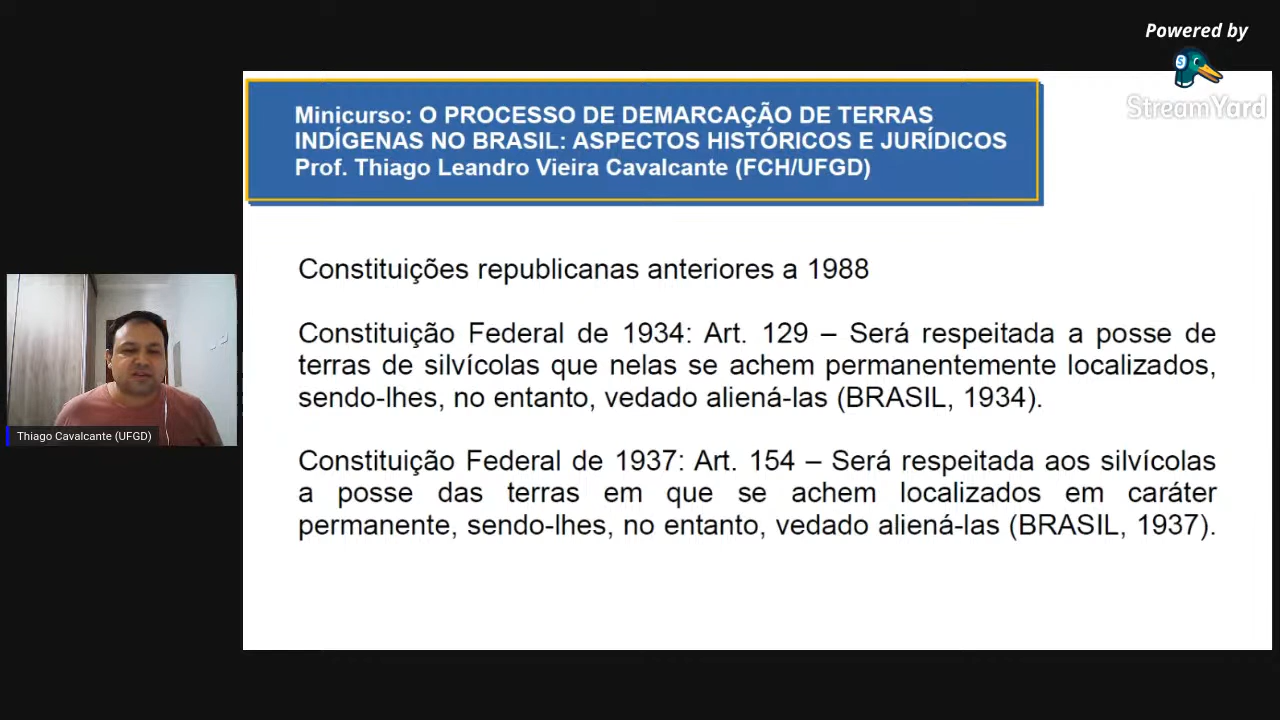 Powered by
StreamYard
Minicurso: O PROCESSO DE DEMARCAÇÃO DE TERRAS
INDÍGENAS NO BRASIL: ASPECTOS HISTÓRICOS E JURÍDICOS
Prof. Thiago Leandro Vieira Cavalcante (FCH/UFGD)
Constituições republicanas anteriores a 1988
Constituição Federal de 1934: Art. 129 – Será respeitada a posse de
terras de silvícolas que nelas se achem permanentemente localizados,
sendo-lhes, no entanto, vedado aliená-las (BRASIL, 1934).
Constituição Federal de 1937: Art. 154 – Será respeitada aos silvícolas
a posse das terras em que se achem localizados em caráter
permanente, sendo-lhes, no entanto, vedado aliená-las (BRASIL, 1937).
Thiago Cavalcante (UFGD)